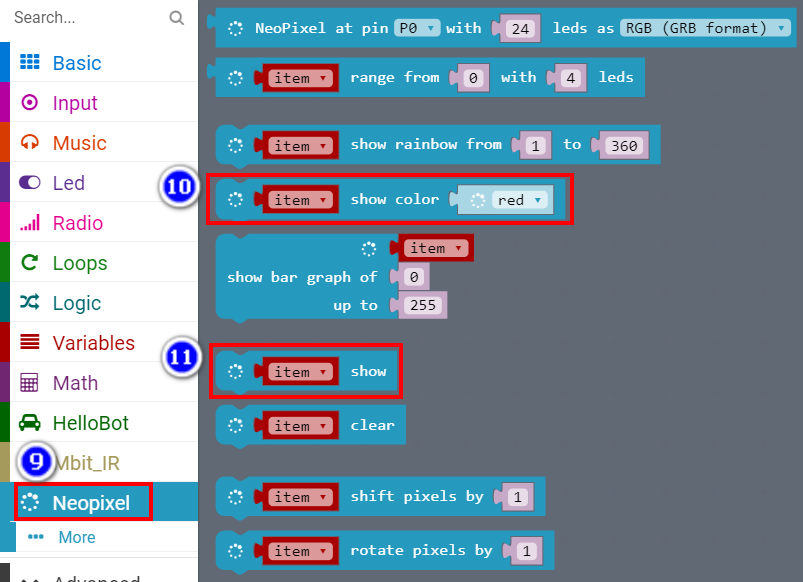 Search...
Basic
Input
Music
10
Led
Radio
Loops
Logic
Variables
11
Math
HelloBot
9
Mbit_IR
Neopixel
More
Advanced
NeoPixel at pin P0 with 24 leds as RGB (GRB format)
item range from 0 with 4 leds
item show rainbow from 1 to 360
item show color red
item
show bar graph of 0
up to 255
item show
item clear
item shift pixels by 1
item rotate pixels by 1